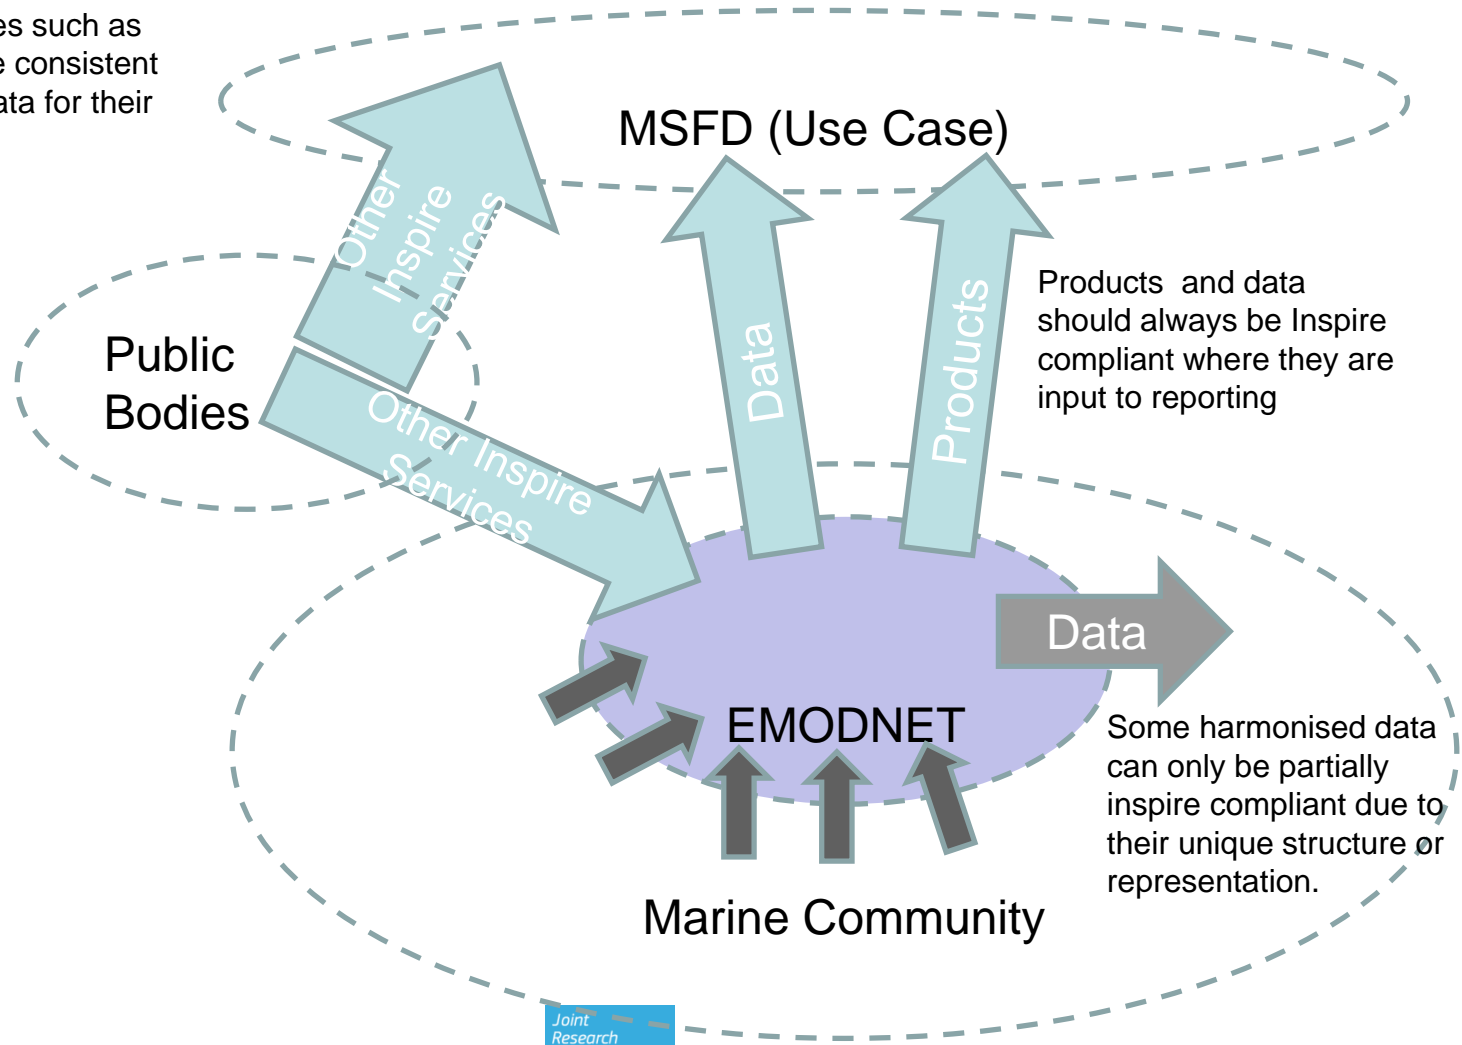 es such as
e consistent
ata for their
MSFD (Use Case)
Other
Inspire
Services
Public
Bodies
Other Inspire
Services
Data
Products
Products and data
should always be Inspire
compliant where they are
input to reporting
Data
EMODNET
Some harmonised data
can only be partially
inspire compliant due to
their unique structure or
representation.
Marine Community
Joint
Research